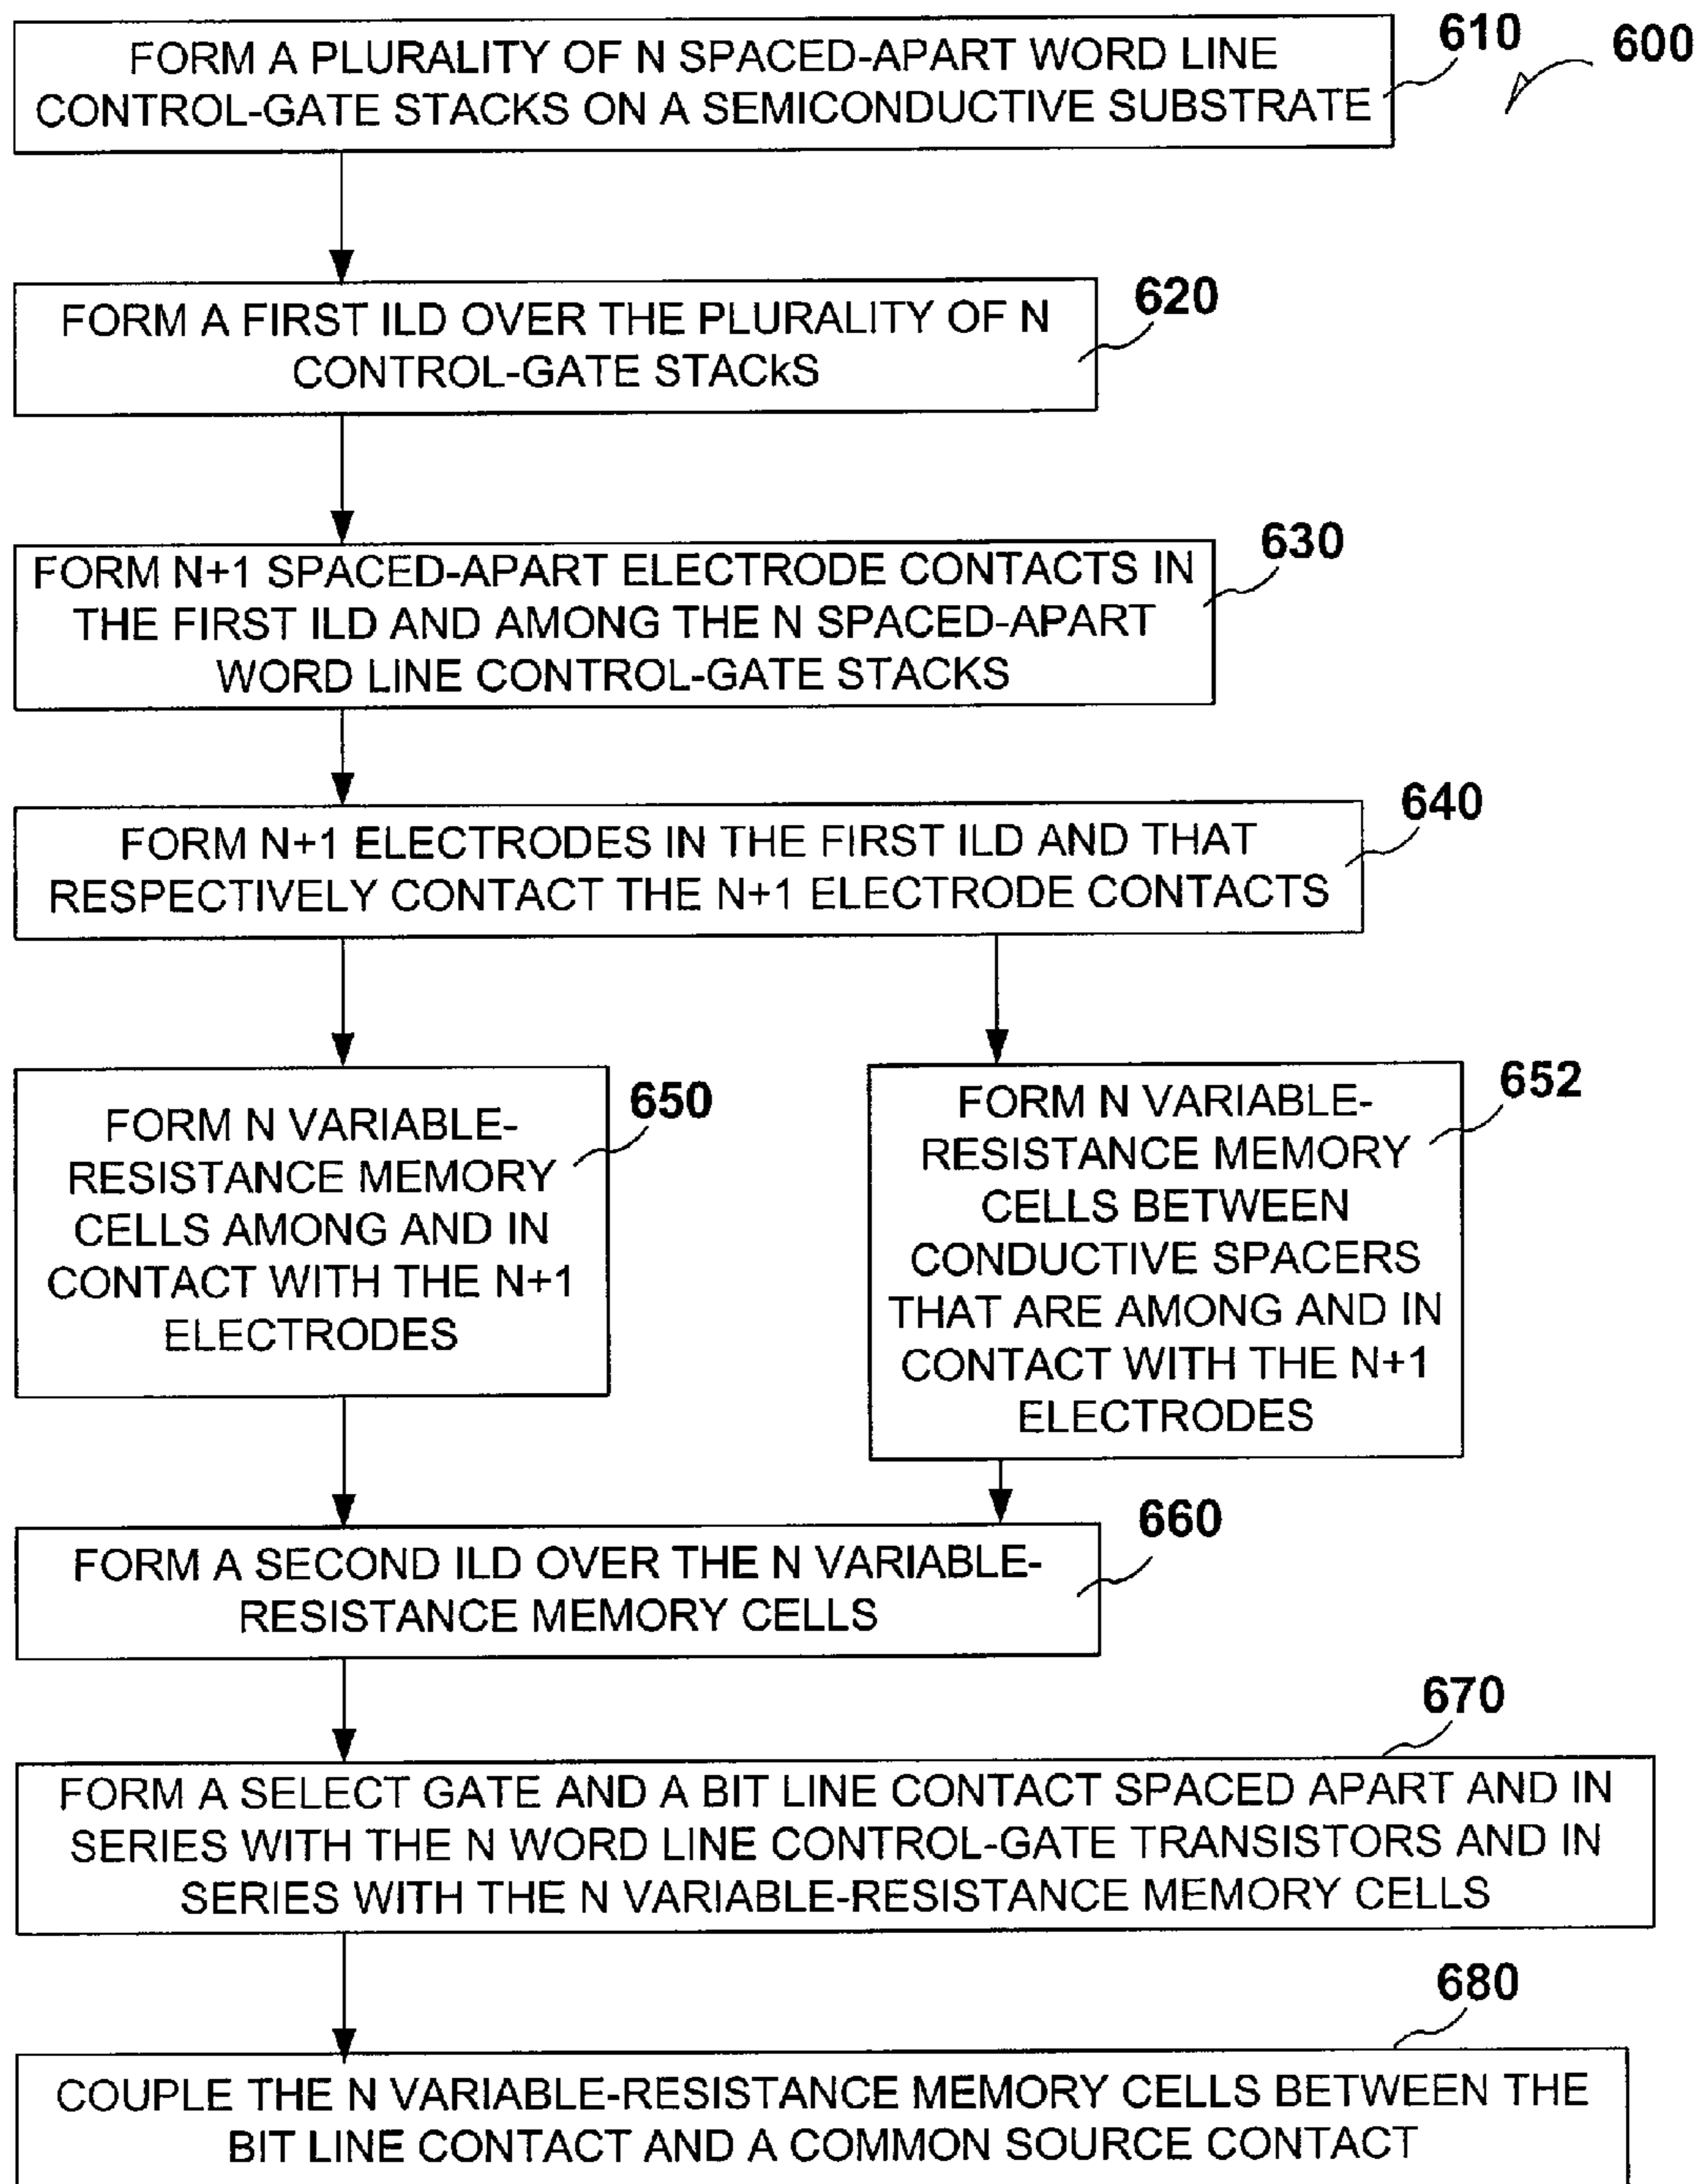 FORM A PLURALITY OF N SPACED-APART WORD LINE
CONTROL-GATE STACKS ON A SEMICONDUCTIVE SUBSTRATE
610
600
FORM A FIRST ILD OVER THE PLURALITY OF N
CONTROL-GATE STACkS
620
FORM N+1 SPACED-APART ELECTRODE CONTACTS IN
THE FIRST ILD AND AMONG THE N SPACED-APART
WORD LINE CONTROL-GATE STACKS
630
FORM N+1 ELECTRODES IN THE FIRST ILD AND THAT
RESPECTIVELY CONTACT THE N+1 ELECTRODE CONTACTS
640
FORM N VARIABLE-
RESISTANCE MEMORY
CELLS AMONG AND IN
CONTACT WITH THE N+1
ELECTRODES
650
FORM N VARIABLE-
RESISTANCE MEMORY
CELLS BETWEEN
CONDUCTIVE SPACERS
THAT ARE AMONG AND IN
CONTACT WITH THE N+1
ELECTRODES
652
FORM A SECOND ILD OVER THE N VARIABLE-
RESISTANCE MEMORY CELLS
660
FORM A SELECT GATE AND A BIT LINE CONTACT SPACED APART AND IN
SERIES WITH THE N WORD LINE CONTROL-GATE TRANSISTORS AND IN
SERIES WITH THE N VARIABLE-RESISTANCE MEMORY CELLS
670
COUPLE THE N VARIABLE-RESISTANCE MEMORY CELLS BETWEEN THE
BIT LINE CONTACT AND A COMMON SOURCE CONTACT
680